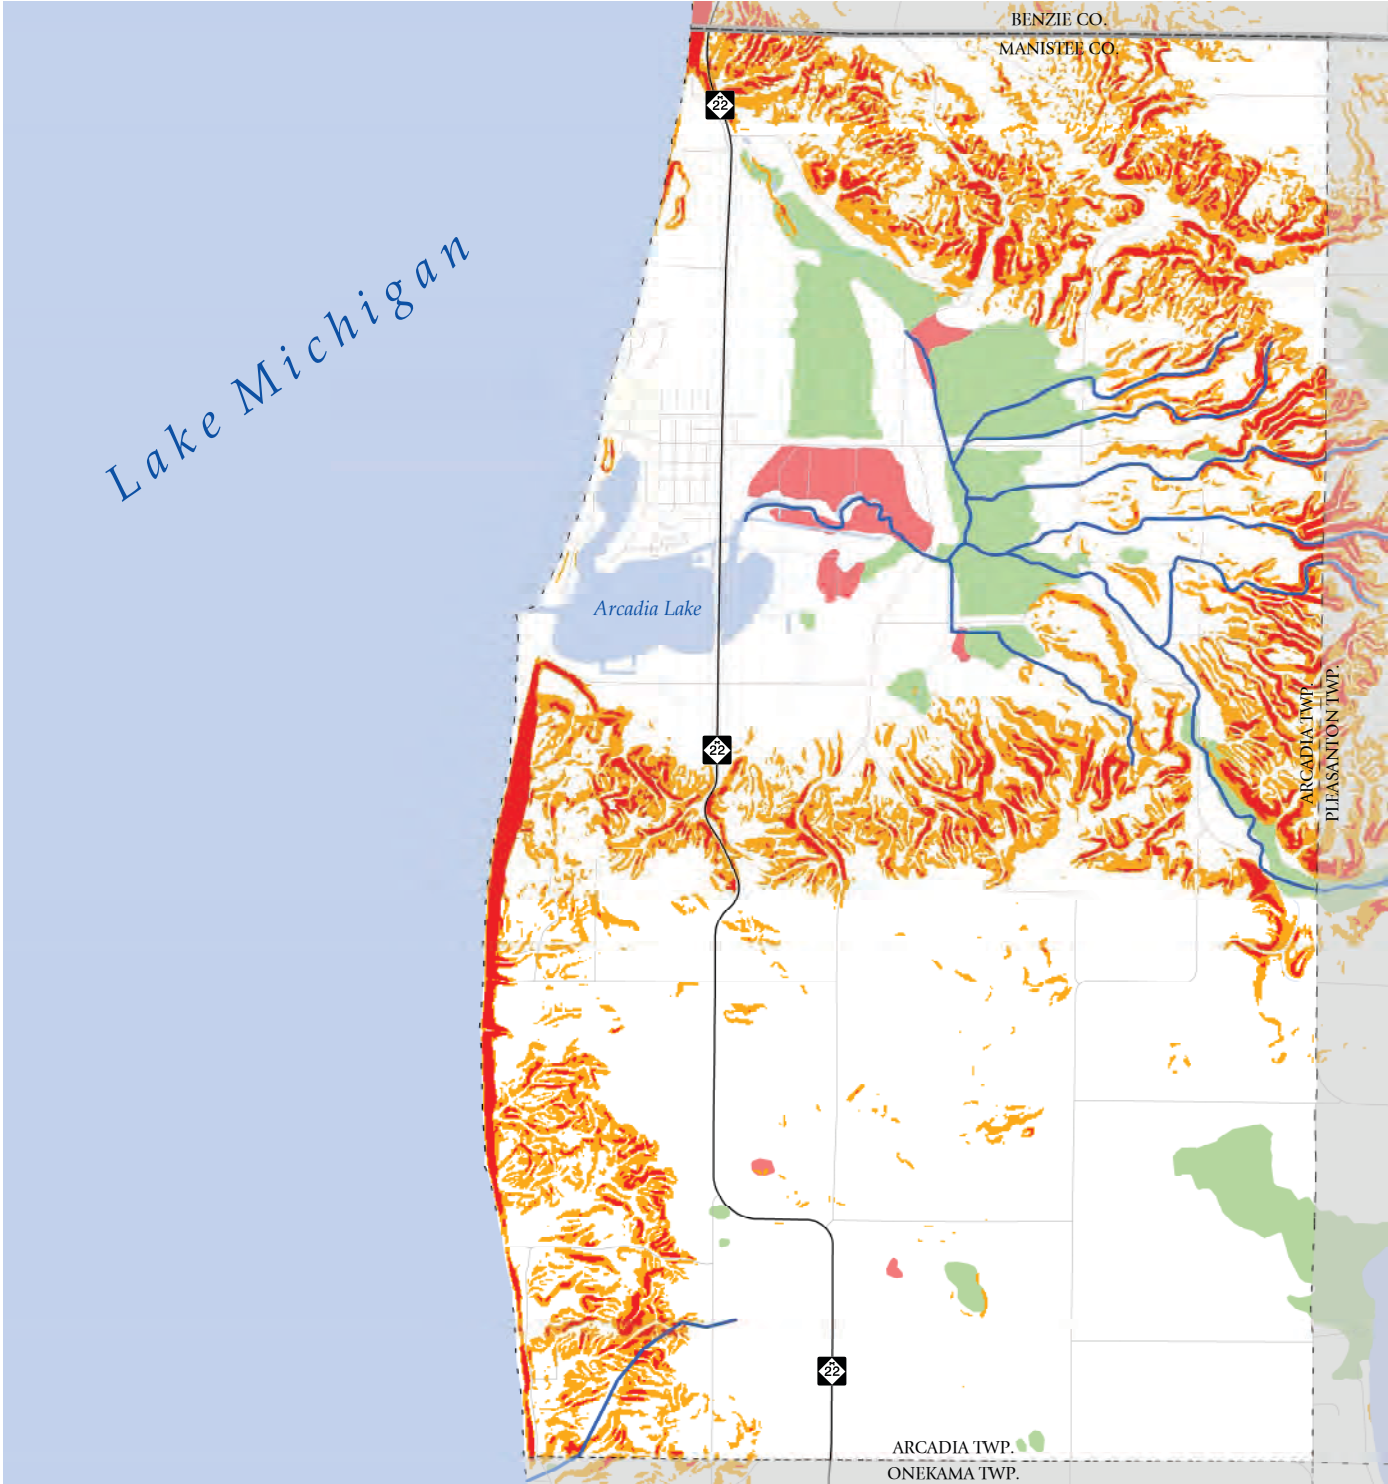 BENZIE CO.
MANISTEE CO.
M
22
Lake Michigan
Arcadia Lake
ARCADIA TWP.
PLEASANTON TWP.
M
22
M
22
ARCADIA TWP.
ONEKAMA TWP.